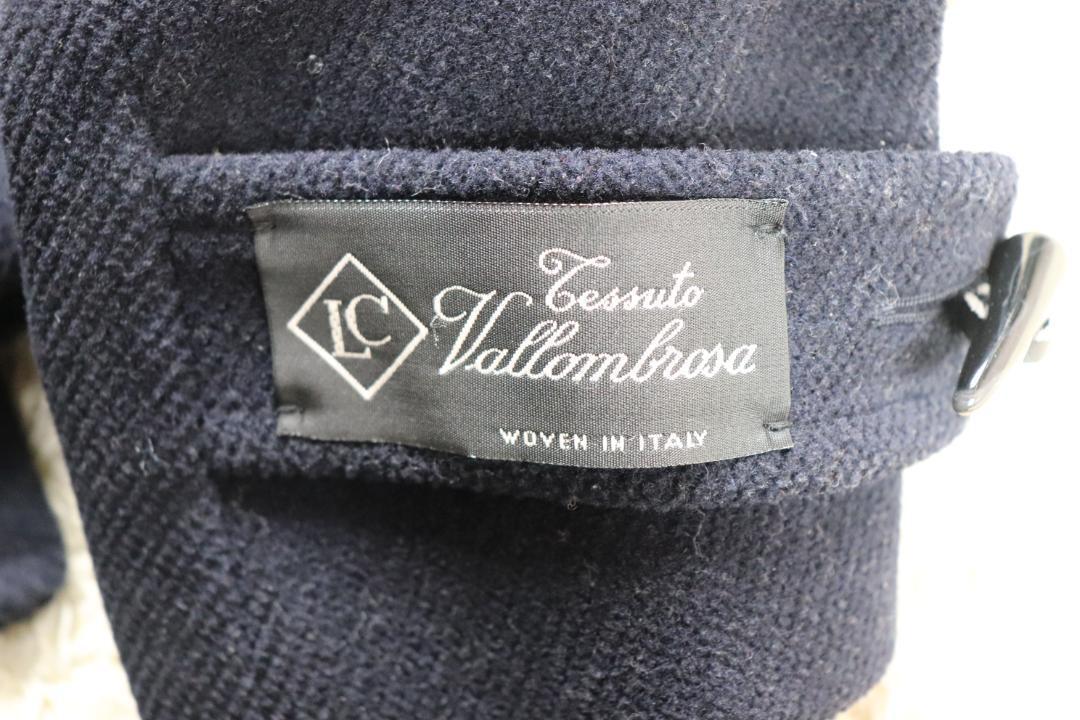 LC
Tessuto
Vallombrosa
WOVEN IN ITALY